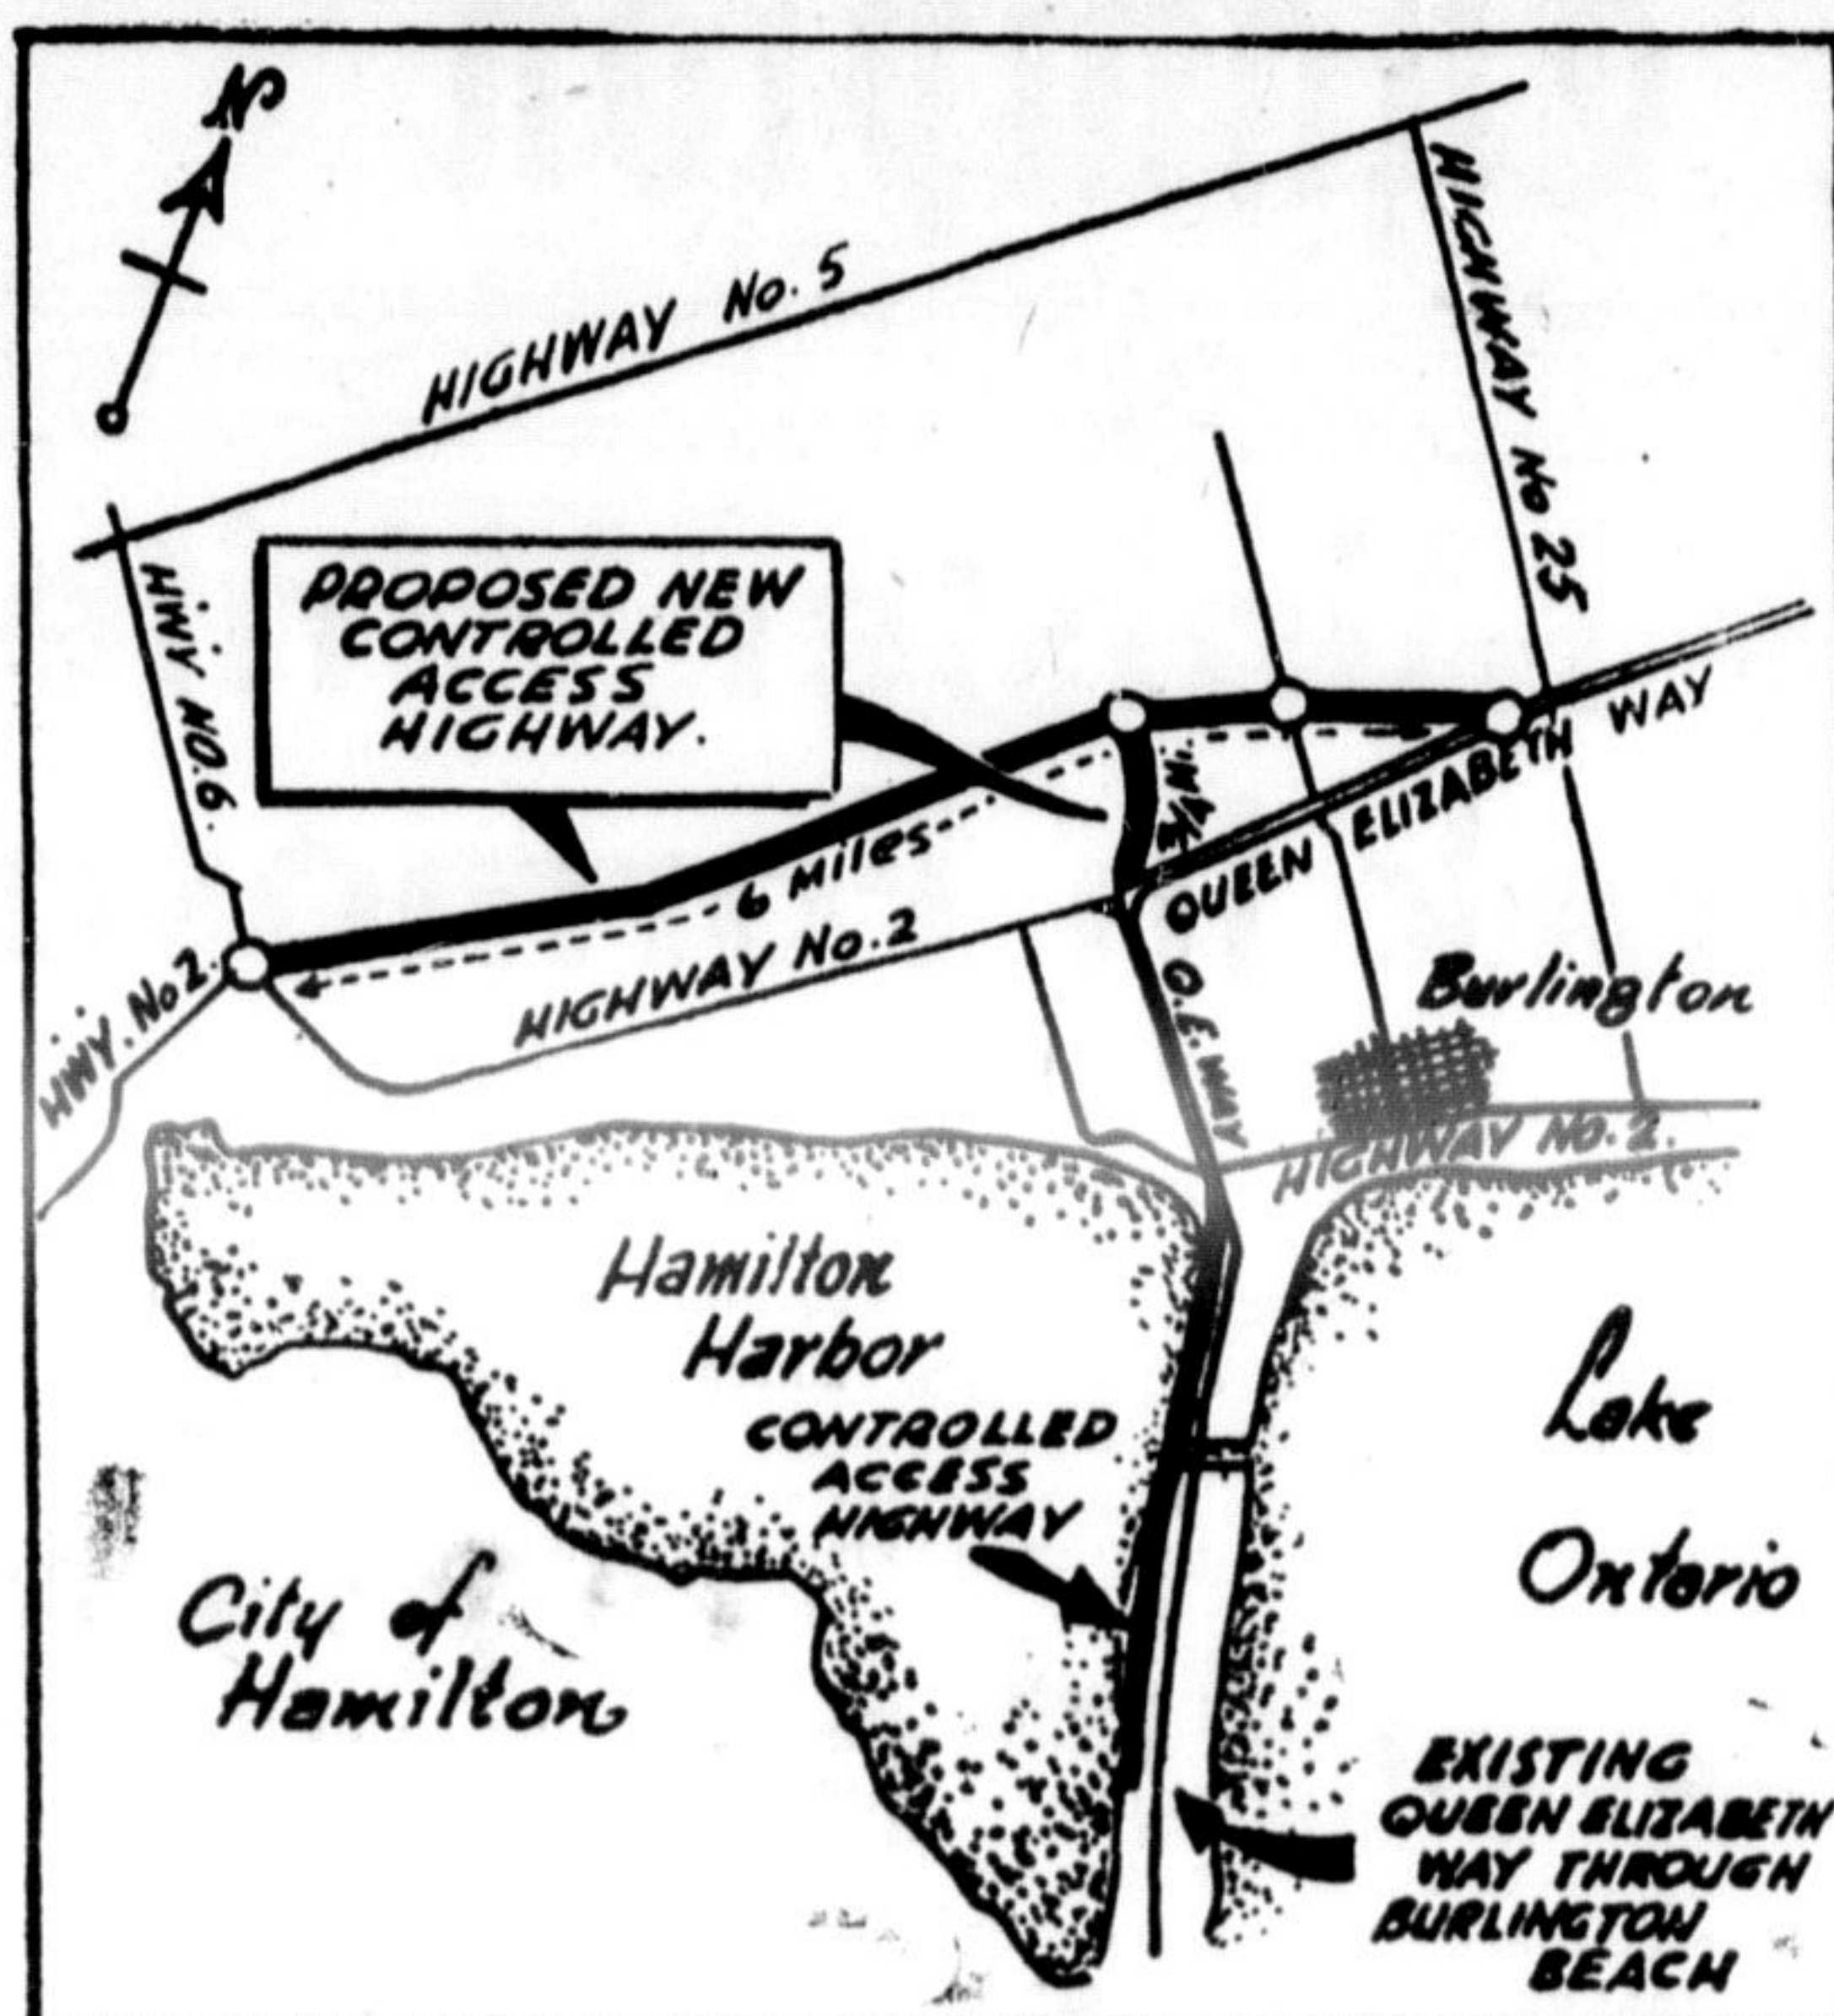 N
HIGHWAY No. 5
HIGHWAY No 25
HWY NO.6.
PROPOSED NEW
CONTROLLED
ACCESS
HIGHWAY.
6 MILES
QUEEN ELIZABETH WAY
HWY. No 2.
HIGHWAY No. 2
Q.E. WAY
Burlington
HIGHWAY NO. 2.
Hamilton
Harbor
CONTROLLED
ACCESS
HIGHWAY
Lake
Ontario
City of
Hamilton
EXISTING
QUEEN ELIZABETH
WAY THROUGH
BURLINGTON
BEACH